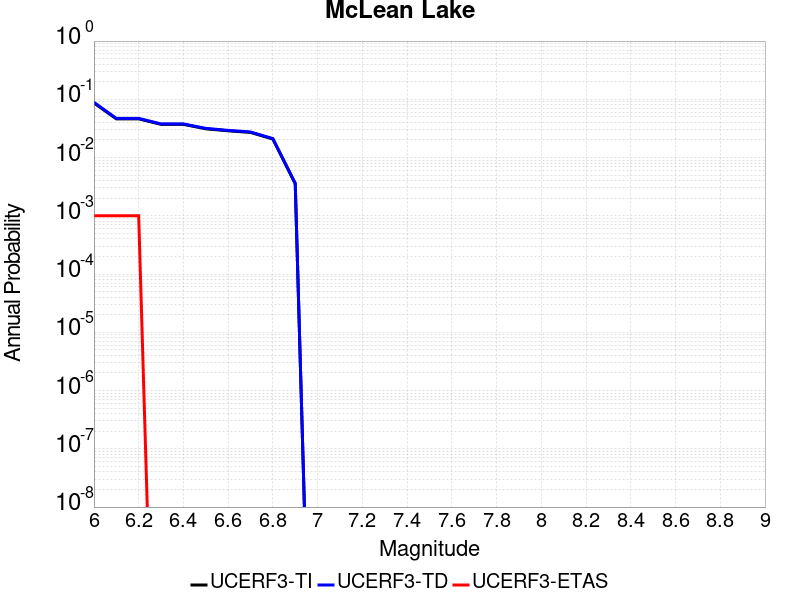 McLean Lake
10^0
10^-1
10^-2
10^-3
10^-4
10^-5
10^-6
10^-7
10^-8
Annual Probability
6 6.2 6.4 6.6 6.8 7 7.2 7.4 7.6 7.8 8 8.2 8.4 8.6 8.8 9
Magnitude
UCERF3-TI UCERF3-TD UCERF3-ETAS